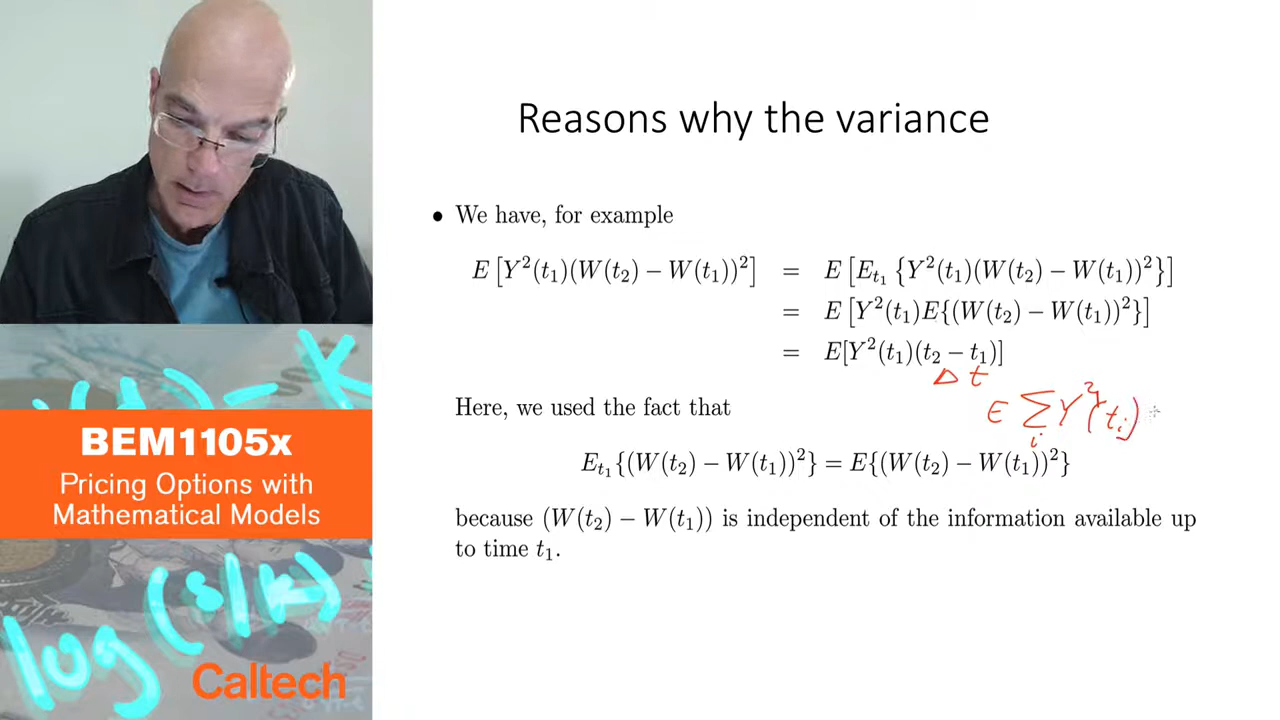 Reasons why the variance
• We have, for example
E [Y²(t₁)(W(t₂) − W(t₁))²] = E [E_{t₁} {Y²(t₁)(W(t₂) − W(t₁))²}]
= E [Y²(t₁)E{(W(t₂) − W(t₁))²}]
= E[Y²(t₁)(t₂ − t₁)]
Δ t
E ∑_i Y²(t_i)
Here, we used the fact that
E_{t₁}{(W(t₂) − W(t₁))²} = E{(W(t₂) − W(t₁))²}
because (W(t₂) − W(t₁)) is independent of the information available up
to time t₁.
BEM1105x
Pricing Options with
Mathematical Models
log(s/k)
Caltech